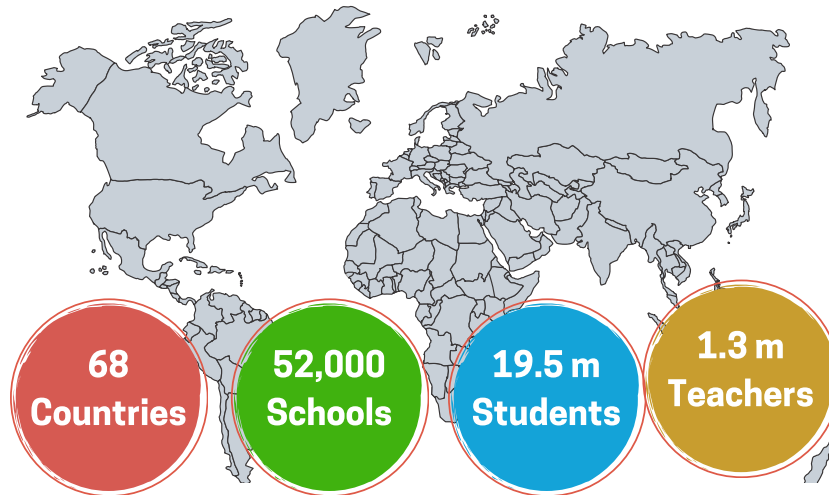 68
Countries
52,000
Schools
19.5 m
Students
1.3 m
Teachers